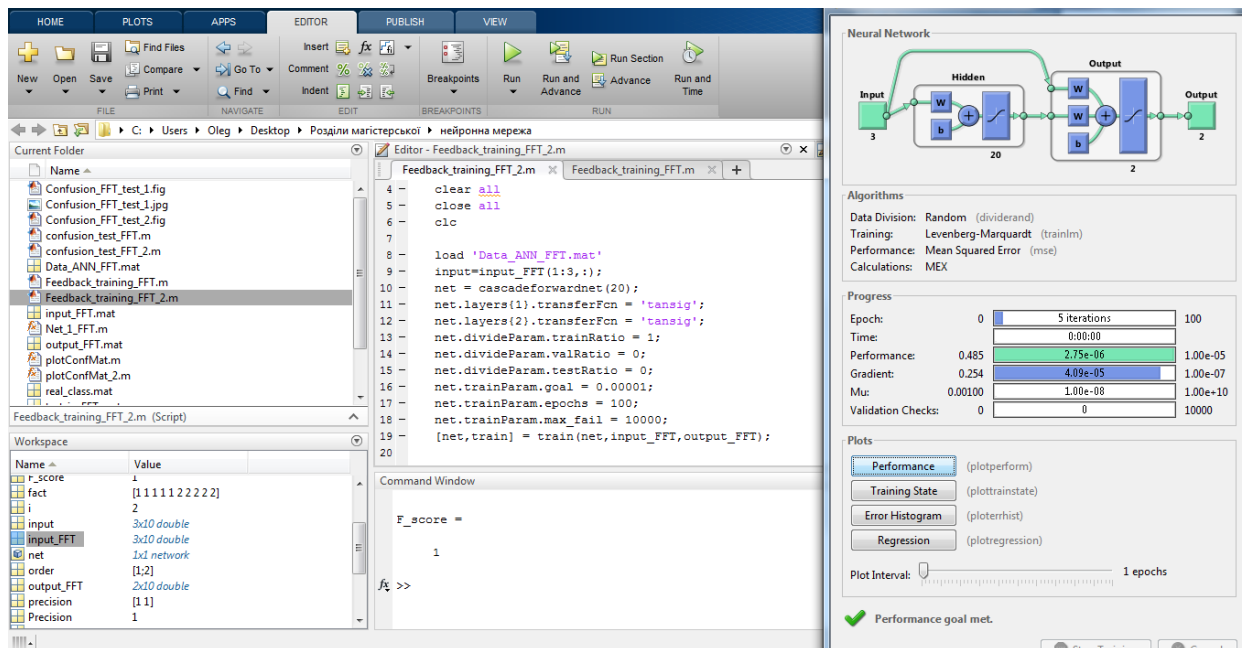 HOME PLOTS APPS EDITOR PUBLISH VIEW
New
Open
Save
Find Files
Compare
Print
FILE
Go To
Find
NAVIGATE
Insert fx
Comment
Indent
EDIT
Breakpoints
BREAKPOINTS
Run
Run and Advance
Run Section
Advance
Run and Time
RUN
C: Users Oleg Desktop Розділи магістерської нейронна мережа
Current Folder
Name
Confusion_FFT_test_1.fig
Confusion_FFT_test_1.jpg
Confusion_FFT_test_2.fig
confusion_test_FFT.m
confusion_test_FFT_2.m
Data_ANN_FFT.mat
Feedback_training_FFT.m
Feedback_training_FFT_2.m
input_FFT.mat
Net_1_FFT.m
output_FFT.mat
plotConfMat.m
plotConfMat_2.m
real_class.mat
Feedback_training_FFT_2.m (Script)
Workspace
Name Value
F_score 1
fact [1 1 1 1 1 2 2 2 2 2]
i 2
input 3x10 double
input_FFT 3x10 double
net 1x1 network
order [1;2]
output_FFT 2x10 double
precision [1 1]
Precision 1
Editor - Feedback_training_FFT_2.m
Feedback_training_FFT_2.m Feedback_training_FFT.m
4 clear all
5 close all
6 clc
7
8 load 'Data_ANN_FFT.mat'
9 input=input_FFT(1:3,:);
10 net = cascadeforwardnet(20);
11 net.layers{1}.transferFcn = 'tansig';
12 net.layers{2}.transferFcn = 'tansig';
13 net.divideParam.trainRatio = 1;
14 net.divideParam.valRatio = 0;
15 net.divideParam.testRatio = 0;
16 net.trainParam.goal = 0.00001;
17 net.trainParam.epochs = 100;
18 net.trainParam.max_fail = 10000;
19 [net,train] = train(net,input_FFT,output_FFT);
20
Command Window
F_score =
1
fx >>
Neural Network
Input
3
Hidden
W
b
20
Output
W
W
b
2
Output
2
Algorithms
Data Division: Random (dividerand)
Training: Levenberg-Marquardt (trainlm)
Performance: Mean Squared Error (mse)
Calculations: MEX
Progress
Epoch: 0 5 iterations 100
Time: 0:00:00
Performance: 0.485 2.75e-06 1.00e-05
Gradient: 0.254 4.09e-05 1.00e-07
Mu: 0.00100 1.00e-08 1.00e+10
Validation Checks: 0 0 10000
Plots
Performance (plotperform)
Training State (plottrainstate)
Error Histogram (ploterrhist)
Regression (plotregression)
Plot Interval: 1 epochs
Performance goal met.